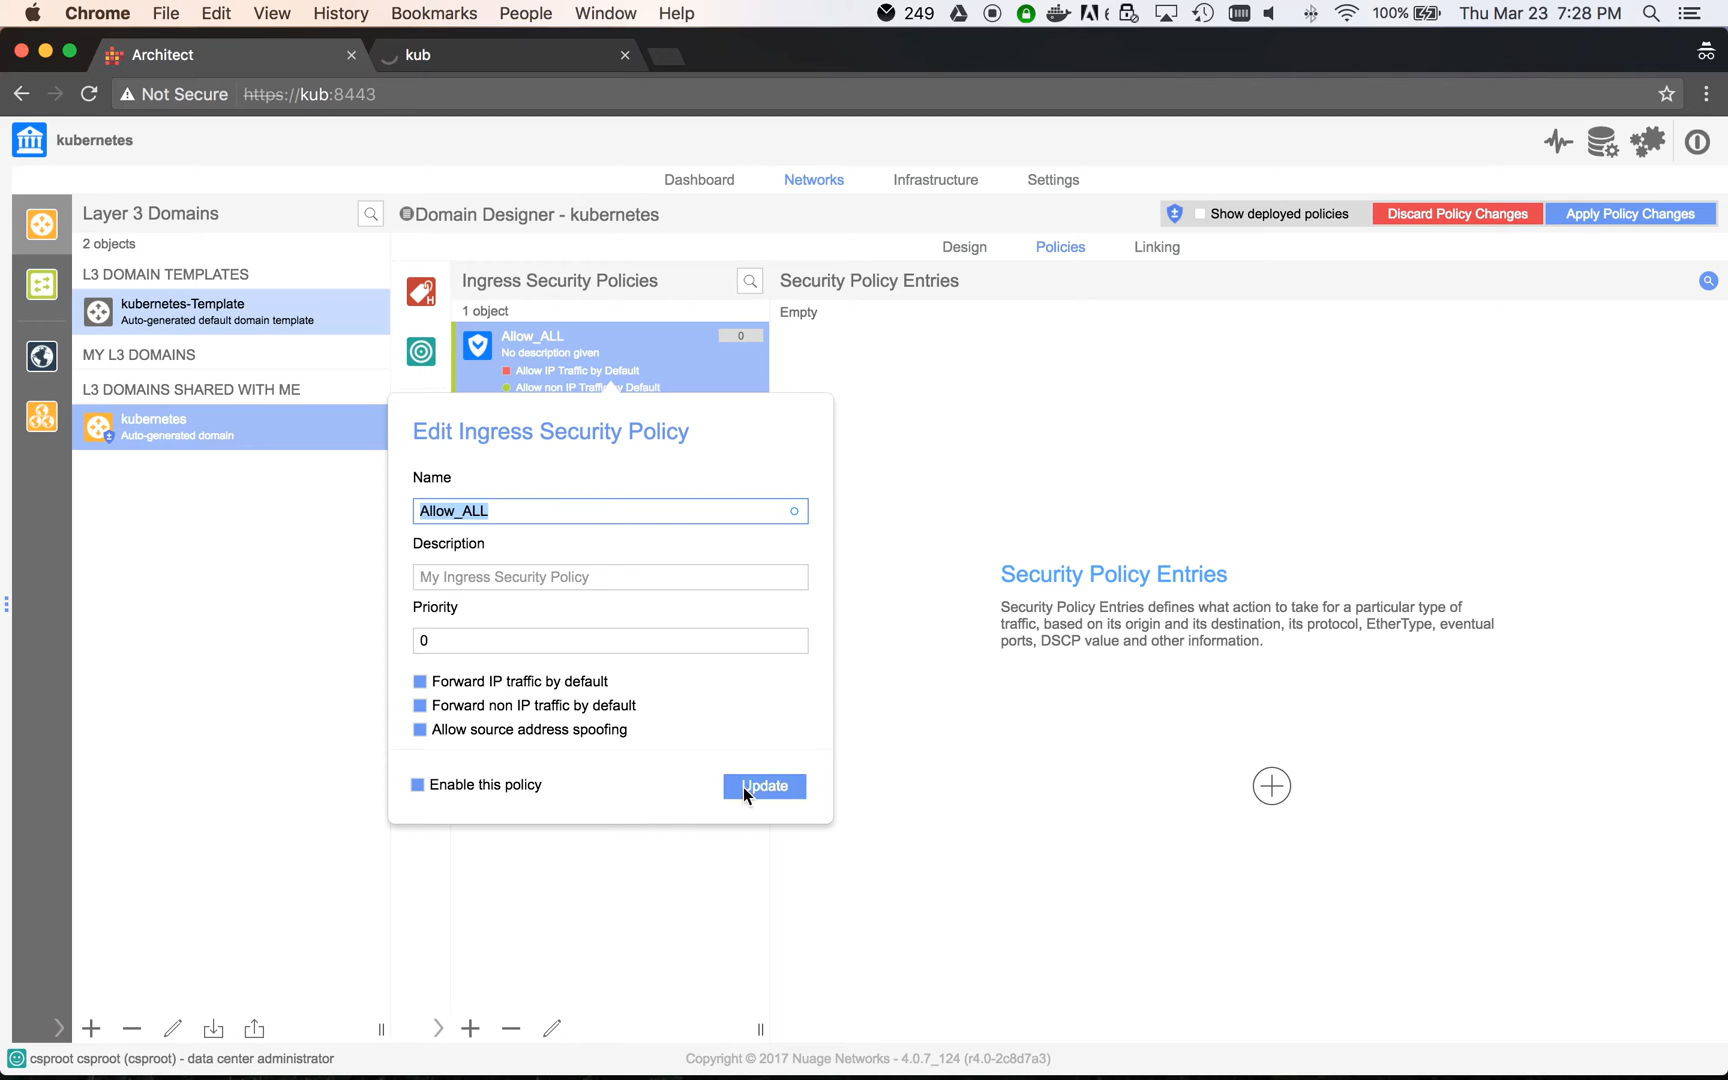 Chrome File Edit View History Bookmarks People Window Help 249 100% Thu Mar 23 7:28 PM
Architect kub
Not Secure https://kub:8443
kubernetes
Dashboard Networks Infrastructure Settings
Layer 3 Domains
2 objects
L3 DOMAIN TEMPLATES
kubernetes-Template
Auto-generated default domain template
MY L3 DOMAINS
L3 DOMAINS SHARED WITH ME
kubernetes
Auto-generated domain
Domain Designer - kubernetes
Show deployed policies Discard Policy Changes Apply Policy Changes
Design Policies Linking
H
Ingress Security Policies
1 object
Allow_ALL 0
No description given
Allow IP Traffic by Default
Allow non IP Traffic by Default
Edit Ingress Security Policy
Name
Allow_ALL
Description
My Ingress Security Policy
Priority
0
Forward IP traffic by default
Forward non IP traffic by default
Allow source address spoofing
Enable this policy Update
Security Policy Entries
Empty
Security Policy Entries
Security Policy Entries defines what action to take for a particular type of
traffic, based on its origin and its destination, its protocol, EtherType, eventual
ports, DSCP value and other information.
csproot csproot (csproot) - data center administrator
Copyright © 2017 Nuage Networks - 4.0.7_124 (r4.0-2c8d7a3)